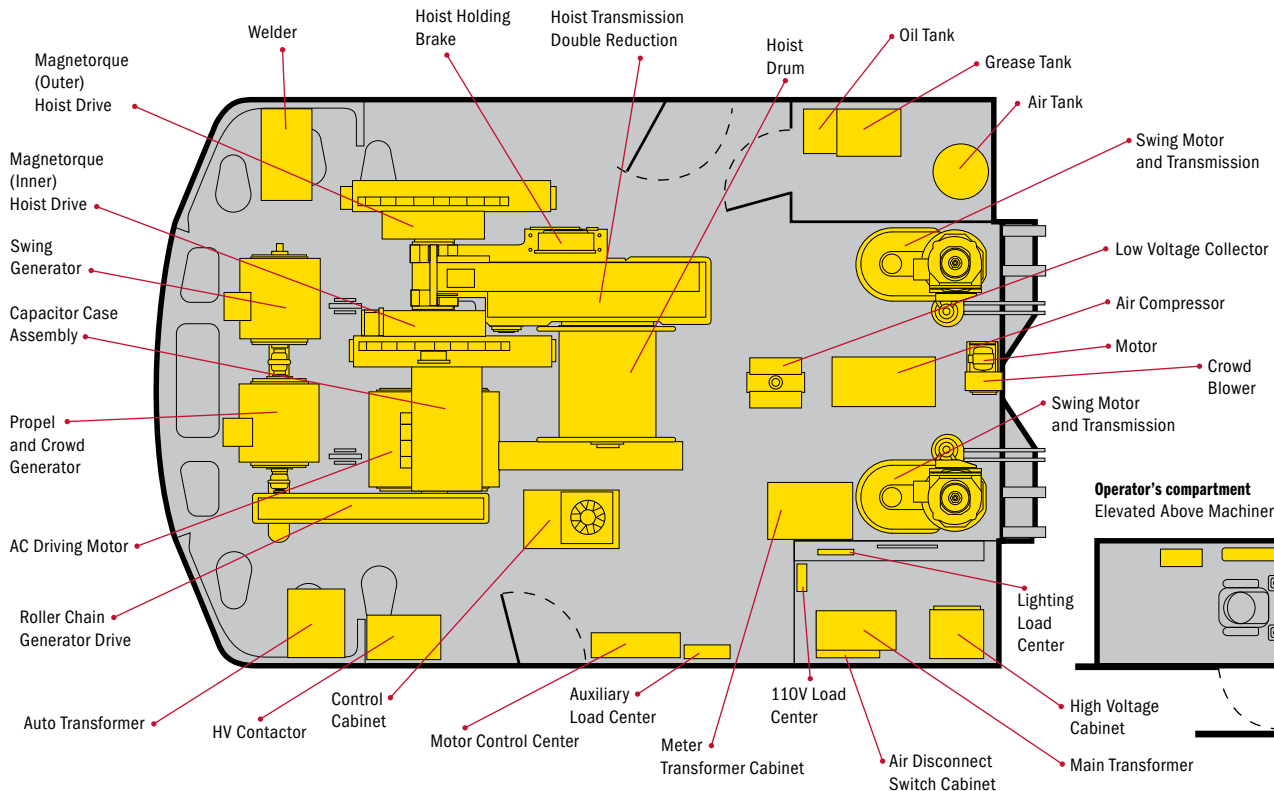 Welder
Hoist Holding
Brake
Hoist Transmission
Double Reduction
Hoist
Drum
Oil Tank
Grease Tank
Air Tank
Magnetorque
(Outer)
Hoist Drive
Magnetorque
(Inner)
Hoist Drive
Swing
Generator
Capacitor Case
Assembly
Propel
and Crowd
Generator
AC Driving Motor
Roller Chain
Generator Drive
Auto Transformer
HV Contactor
Control
Cabinet
Motor Control Center
Auxiliary
Load Center
Meter
Transformer Cabinet
110V Load
Center
Air Disconnect
Switch Cabinet
Main Transformer
High Voltage
Cabinet
Lighting
Load
Center
Swing Motor
and Transmission
Low Voltage Collector
Air Compressor
Motor
Crowd
Blower
Swing Motor
and Transmission
Operator's compartment
Elevated Above Machiner